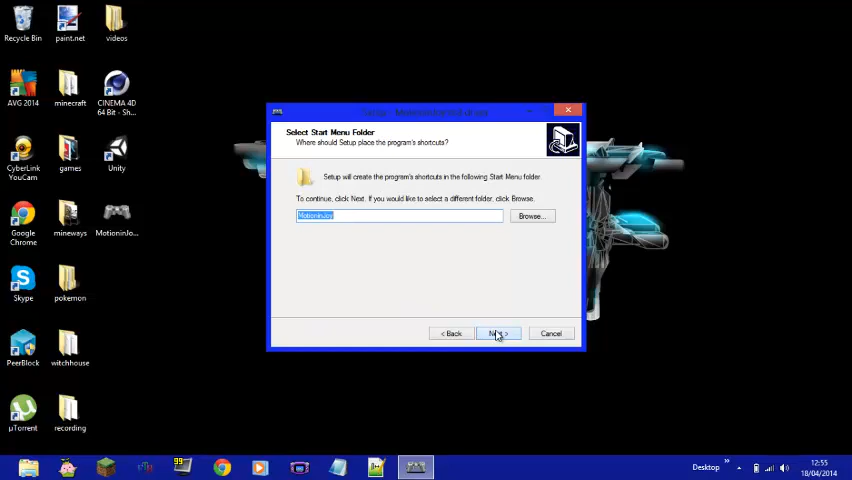 Recycle Bin
paint.net
videos
AVG 2014
minecraft
CINEMA 4D
64 Bit - Sh...
CyberLink
YouCam
games
Unity
Google
Chrome
mineways
MotioninJo...
Skype
pokemon
PeerBlock
witchhouse
µTorrent
recording
Select Start Menu Folder
Where should Setup place the program's shortcuts?
Setup will create the program's shortcuts in the following Start Menu folder.
To continue, click Next. If you would like to select a different folder, click Browse.
MotioninJoy
Browse...
< Back
Next >
Cancel
99
Desktop
12:55
18/04/2014